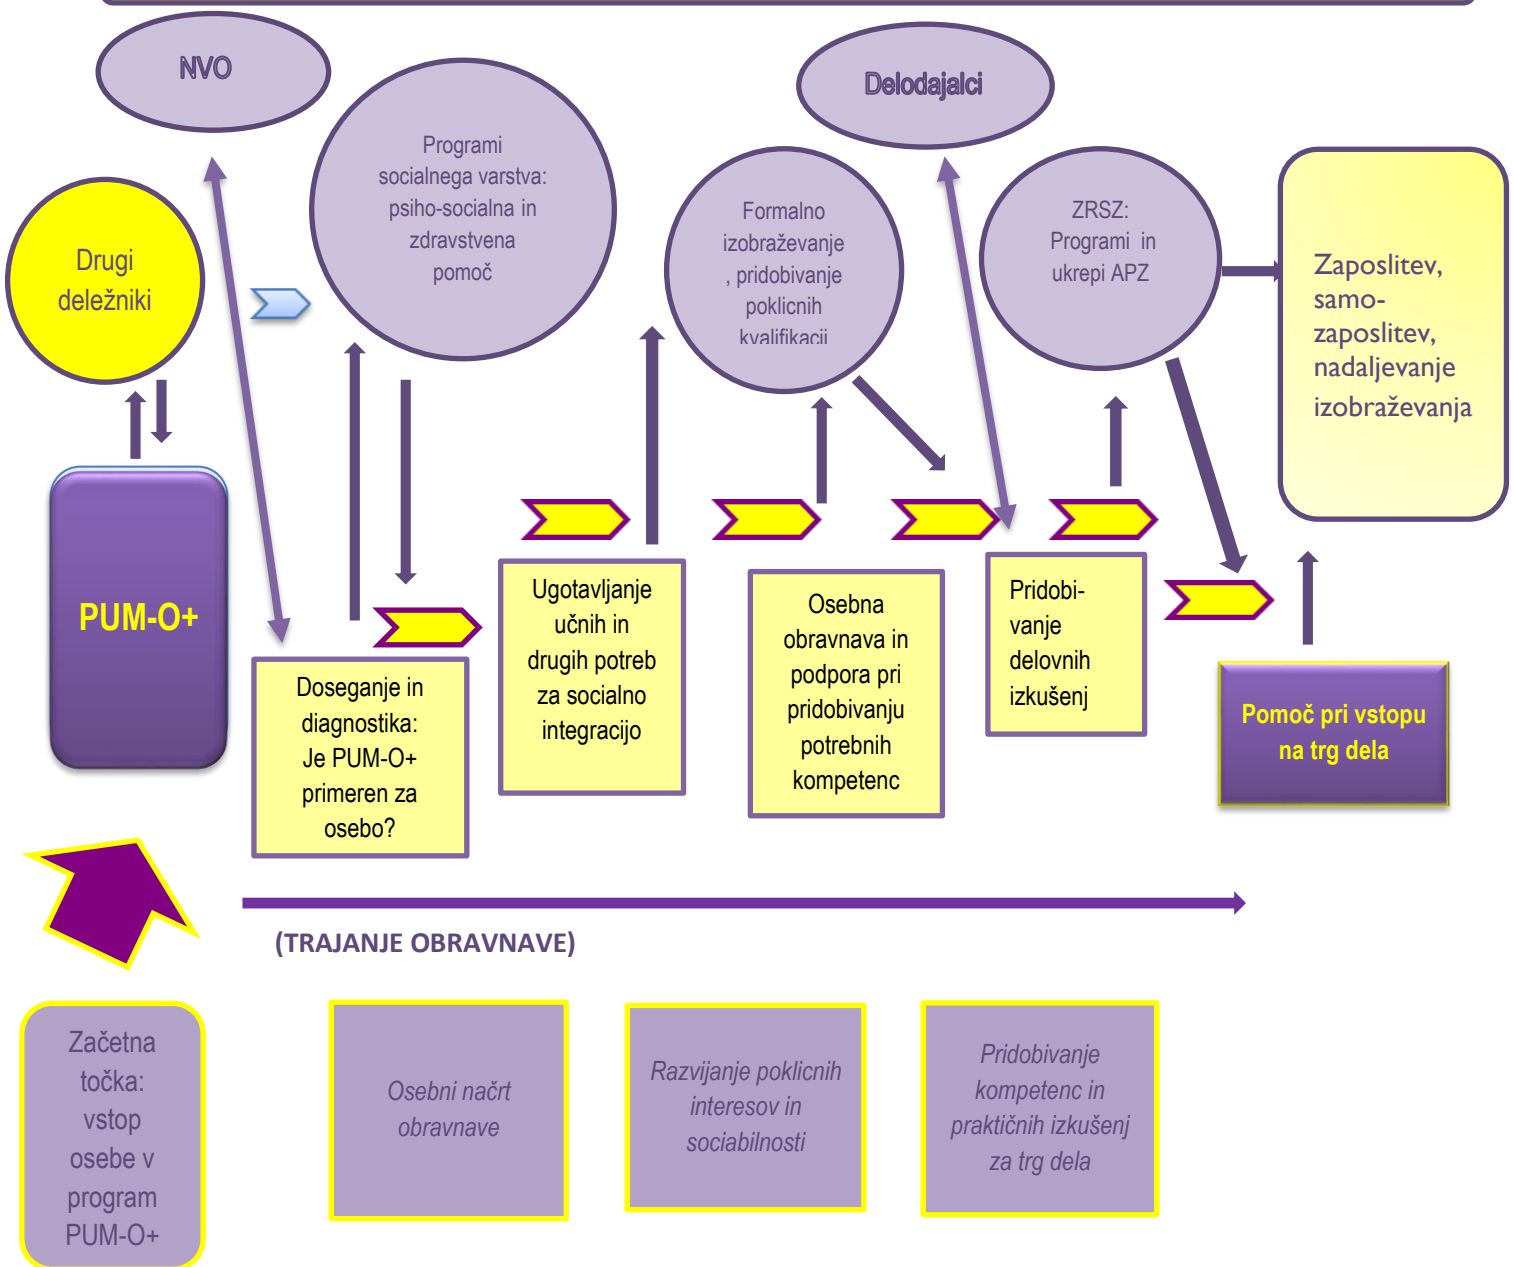 NVO
Delodajalci
Programi
socialnega varstva:
psiho-socialna in
zdravstvena
pomoč
Formalno
izobraževanje
, pridobivanje
poklicnih
kvalifikacij
ZRSZ:
Programi in
ukrepi APZ
Zaposlitev,
samo-
zaposlitev,
nadaljevanje
izobraževanja
Drugi
deležniki
PUM-O+
Doseganje in
diagnostika:
Je PUM-O+
primeren za
osebo?
Ugotavljanje
učnih in
drugih potreb
za socialno
integracijo
Osebna
obravnava in
podpora pri
pridobivanju
potrebnih
kompetenc
Pridobi-
vanje
delovnih
izkušenj
Pomoč pri vstopu
na trg dela
(TRAJANJE OBRAVNAVE)
Začetna
točka:
vstop
osebe v
program
PUM-O+
Osebni načrt
obravnave
Razvijanje poklicnih
interesov in
sociabilnosti
Pridobivanje
kompetenc in
praktičnih izkušenj
za trg dela